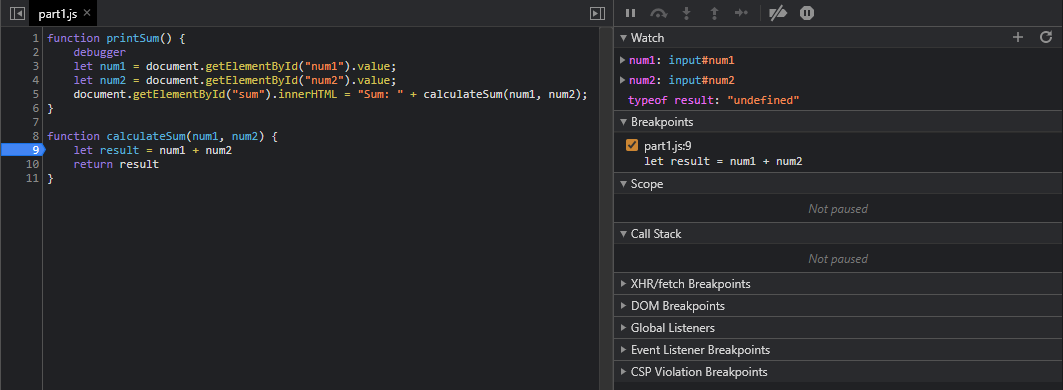 part1.js ×
1 function printSum() {
2 debugger
3 let num1 = document.getElementById("num1").value;
4 let num2 = document.getElementById("num2").value;
5 document.getElementById("sum").innerHTML = "Sum: " + calculateSum(num1, num2);
6 }
7
8 function calculateSum(num1, num2) {
9 let result = num1 + num2
10 return result
11 }
Watch
num1: input#num1
num2: input#num2
typeof result: "undefined"
Breakpoints
part1.js:9
let result = num1 + num2
Scope
Not paused
Call Stack
Not paused
XHR/fetch Breakpoints
DOM Breakpoints
Global Listeners
Event Listener Breakpoints
CSP Violation Breakpoints